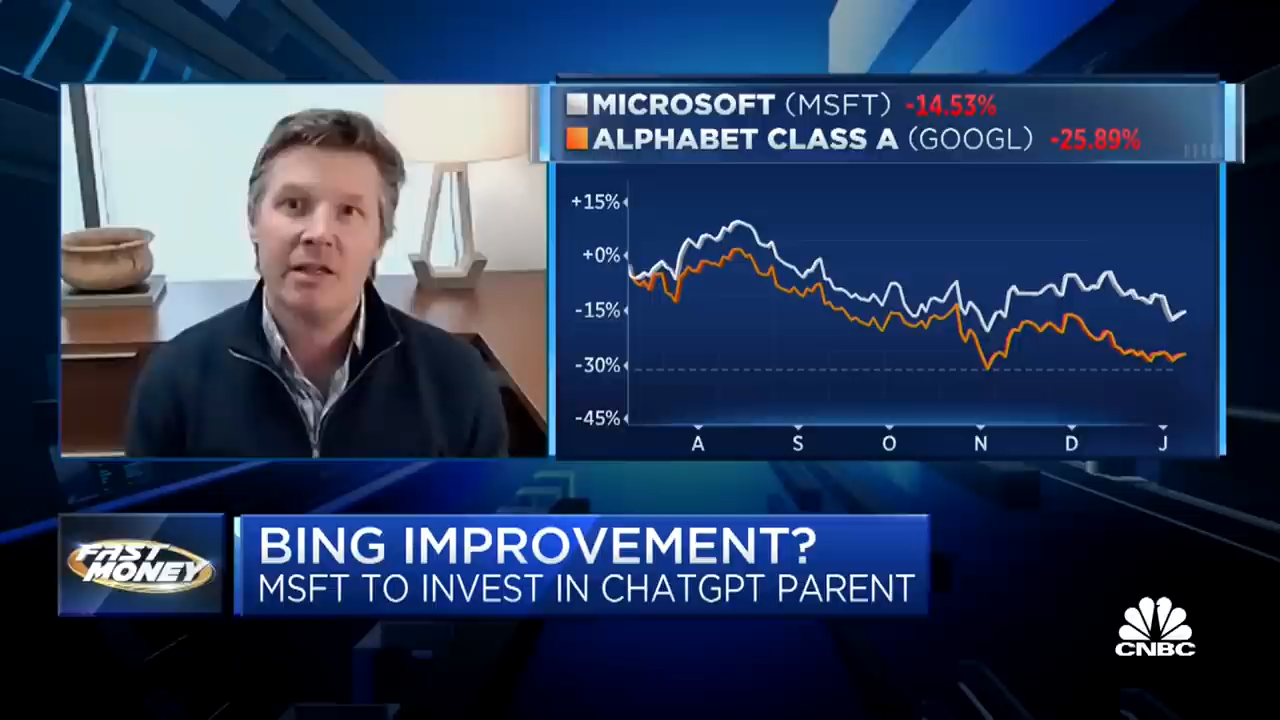 MICROSOFT (MSFT) -14.53%
ALPHABET CLASS A (GOOGL) -25.89%
+15%
+0%
-15%
-30%
-45%
A S O N D J
FAST
MONEY
BING IMPROVEMENT?
MSFT TO INVEST IN CHATGPT PARENT
CNBC